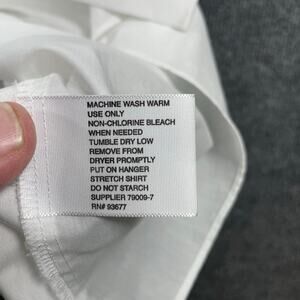 MACHINE WASH WARM
USE ONLY
NON-CHLORINE BLEACH
WHEN NEEDED
TUMBLE DRY LOW
REMOVE FROM
DRYER PROMPTLY
PUT ON HANGER
STRETCH SHIRT
DO NOT STARCH
SUPPLIER 79009-7
RN# 93677